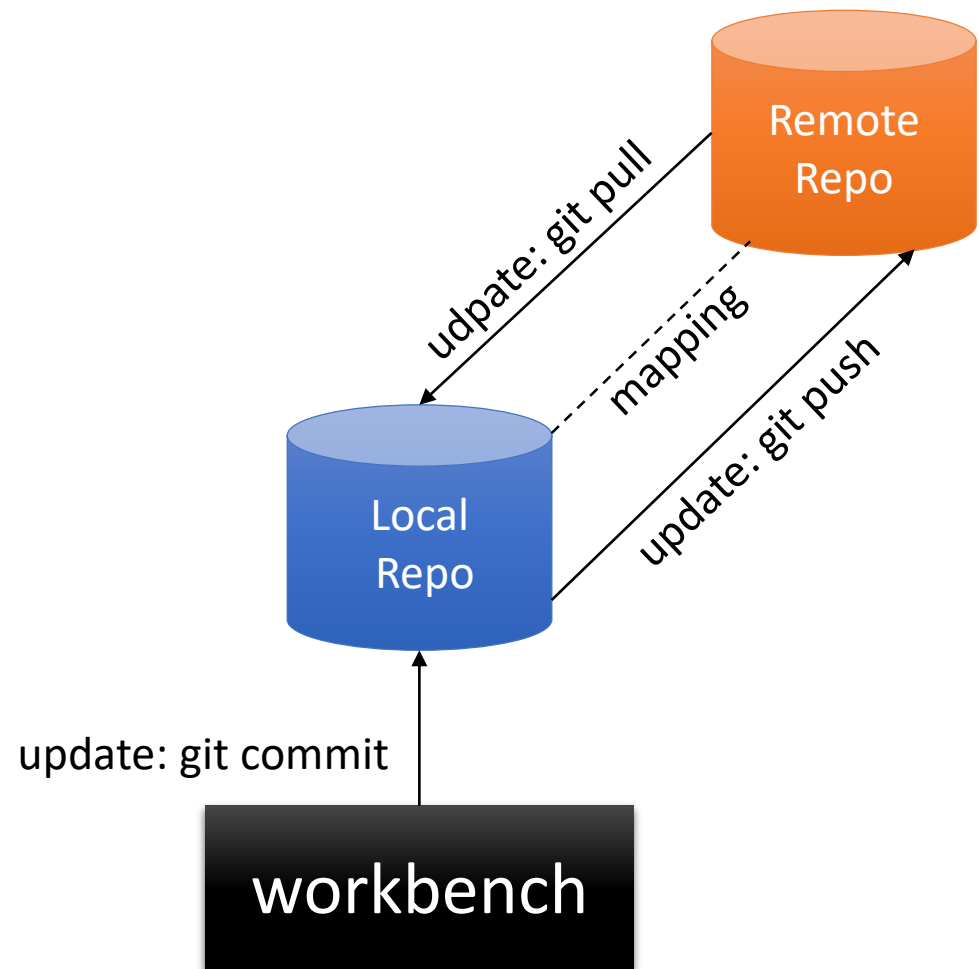 Remote
Repo
udpate: git pull
mapping
update: git push
Local
Repo
update: git commit
workbench